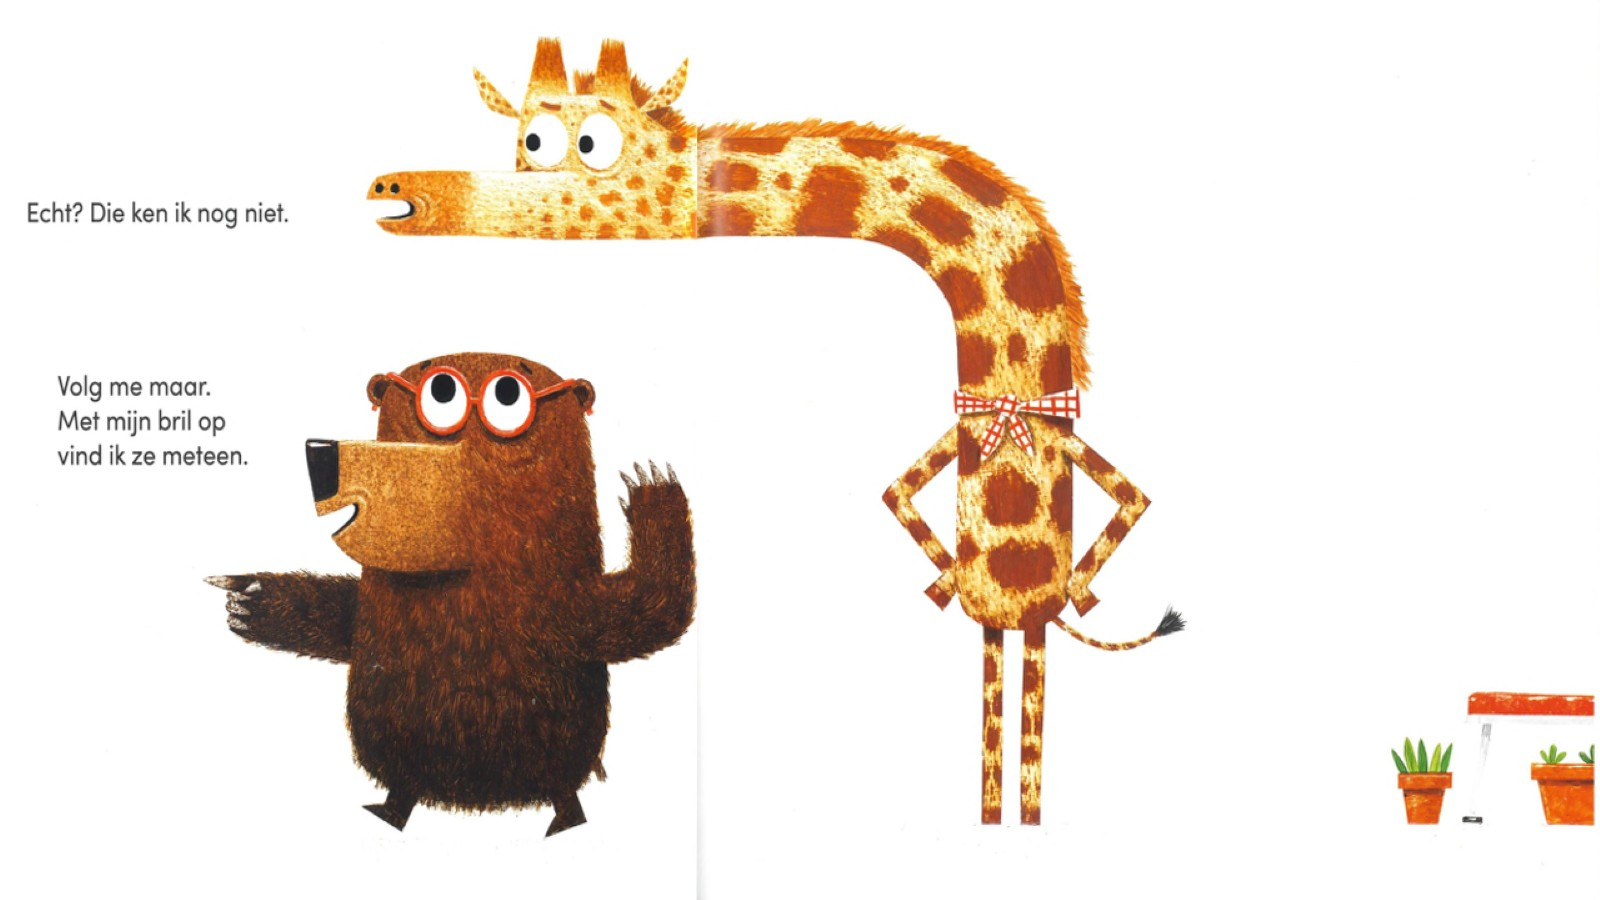 Echt? Die ken ik nog niet.
Volg me maar.
Met mijn bril op
vind ik ze meteen.